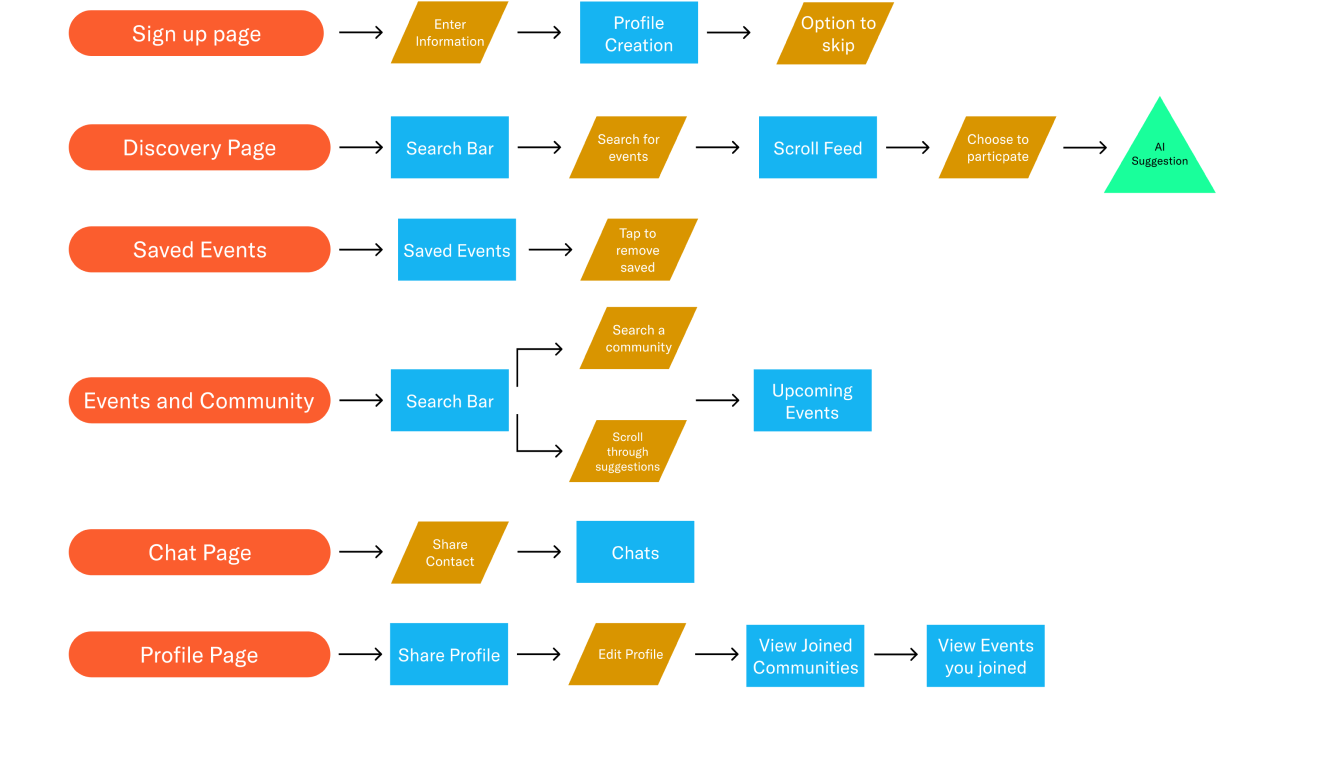 Sign up page
Enter
Information
Profile
Creation
Option to
skip
Discovery Page
Search Bar
Search for
events
Scroll Feed
Choose to
particpate
AI
Suggestion
Saved Events
Saved Events
Tap to
remove
saved
Events and Community
Search Bar
Search a
community
Scroll
through
suggestions
Upcoming
Events
Chat Page
Share
Contact
Chats
Profile Page
Share Profile
Edit Profile
View Joined
Communities
View Events
you joined